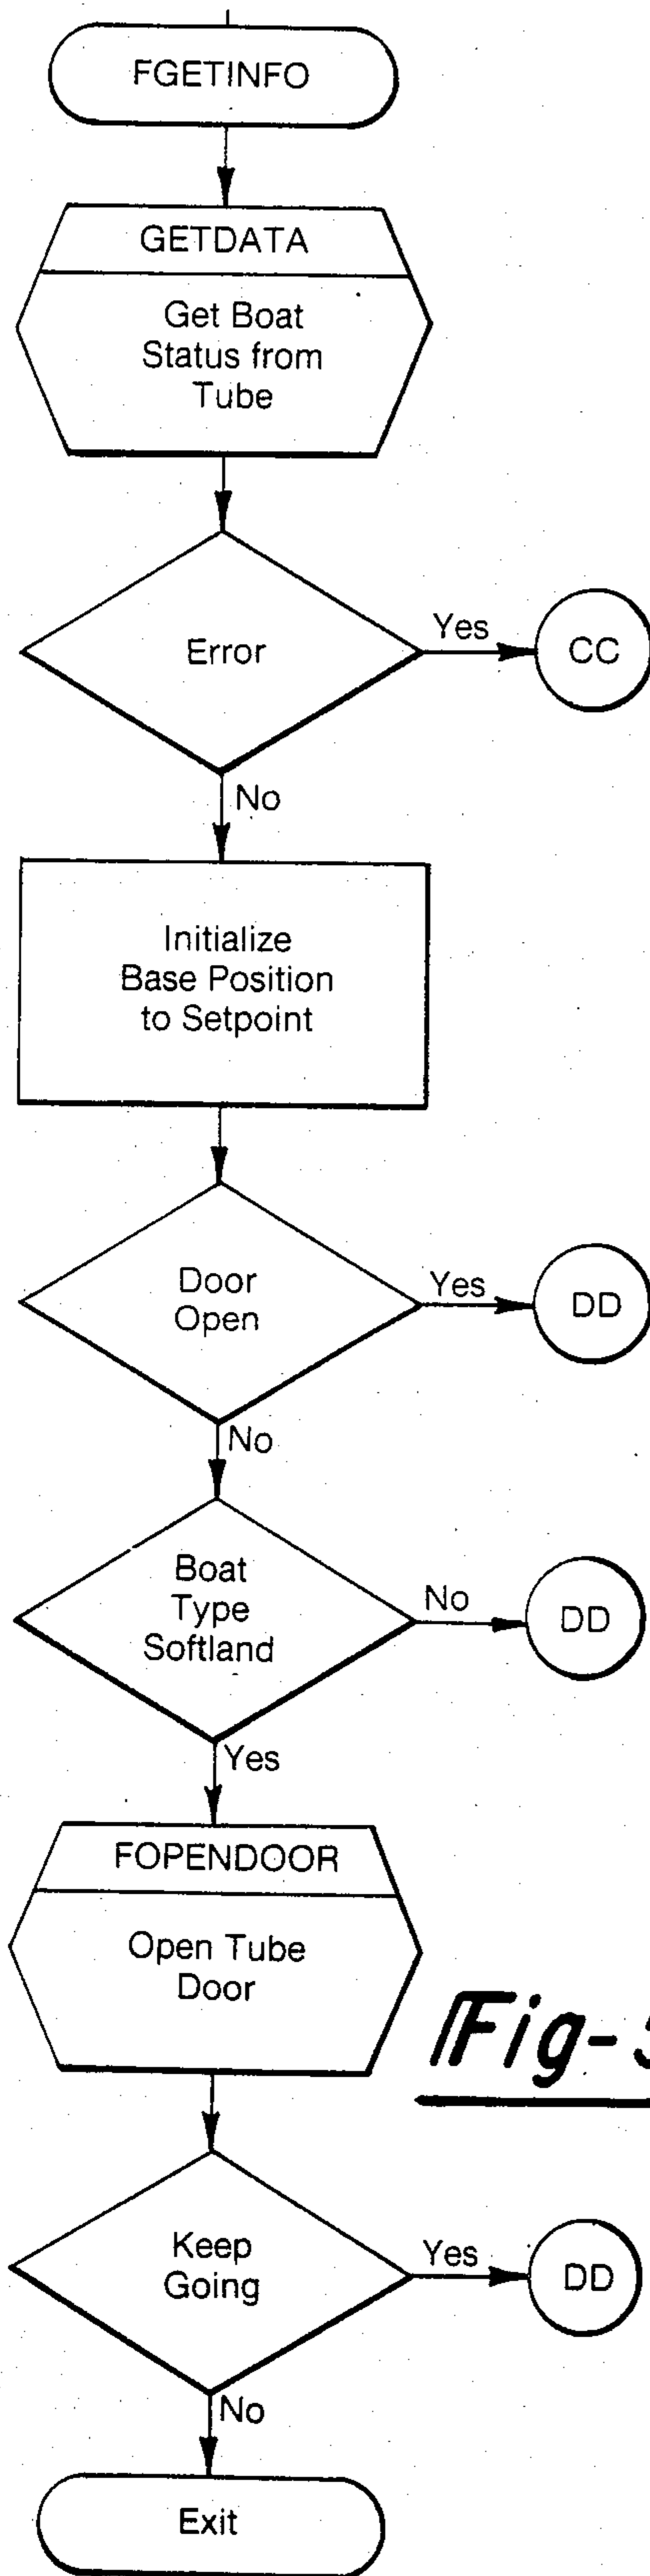 FGETINFO
GETDATA
Get Boat
Status from
Tube
Error
Yes
CC
No
Initialize
Base Position
to Setpoint
Door
Open
Yes
DD
No
Boat
Type
Softland
No
DD
Yes
FOPENDOOR
Open Tube
Door
Fig-
Keep
Going
Yes
DD
No
Exit